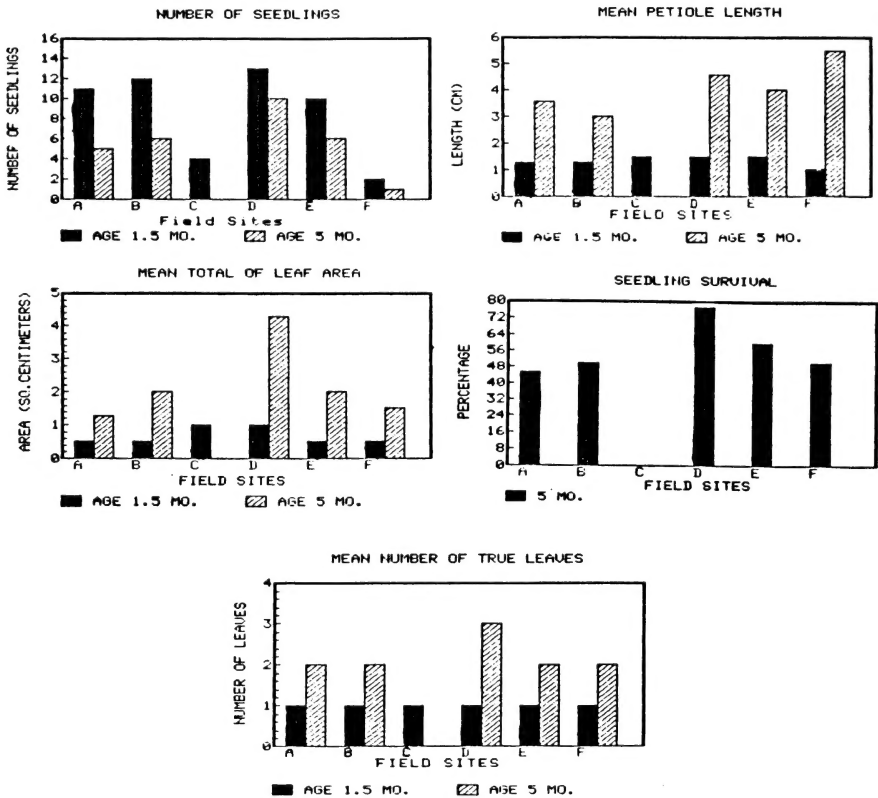 NUMBER OF SEEDLINGS
NUMBER OF SEEDLINGS
16
14
12
10
8
6
4
2
0
A B C D E F
Field Sites
AGE 1.5 MO. AGE 5 MO.
MEAN PETIOLE LENGTH
LENGTH (CM)
6
5
4
3
2
1
0
A B C D E F
FIELD SITES
AGE 1.5 MO. AGE 5 MO.
MEAN TOTAL OF LEAF AREA
AREA (SQ.CENTIMETERS)
5
4
3
2
1
0
A B C D E F
FIELD SITES
AGE 1.5 MO. AGE 5 MO.
SEEDLING SURVIVAL
PERCENTAGE
80
72
64
56
48
40
32
24
16
8
0
A B C D E F
FIELD SITES
5 MO.
MEAN NUMBER OF TRUE LEAVES
NUMBER OF LEAVES
4
3
2
1
0
A B C D E F
FIELD SITES
AGE 1.5 MO. AGE 5 MO.